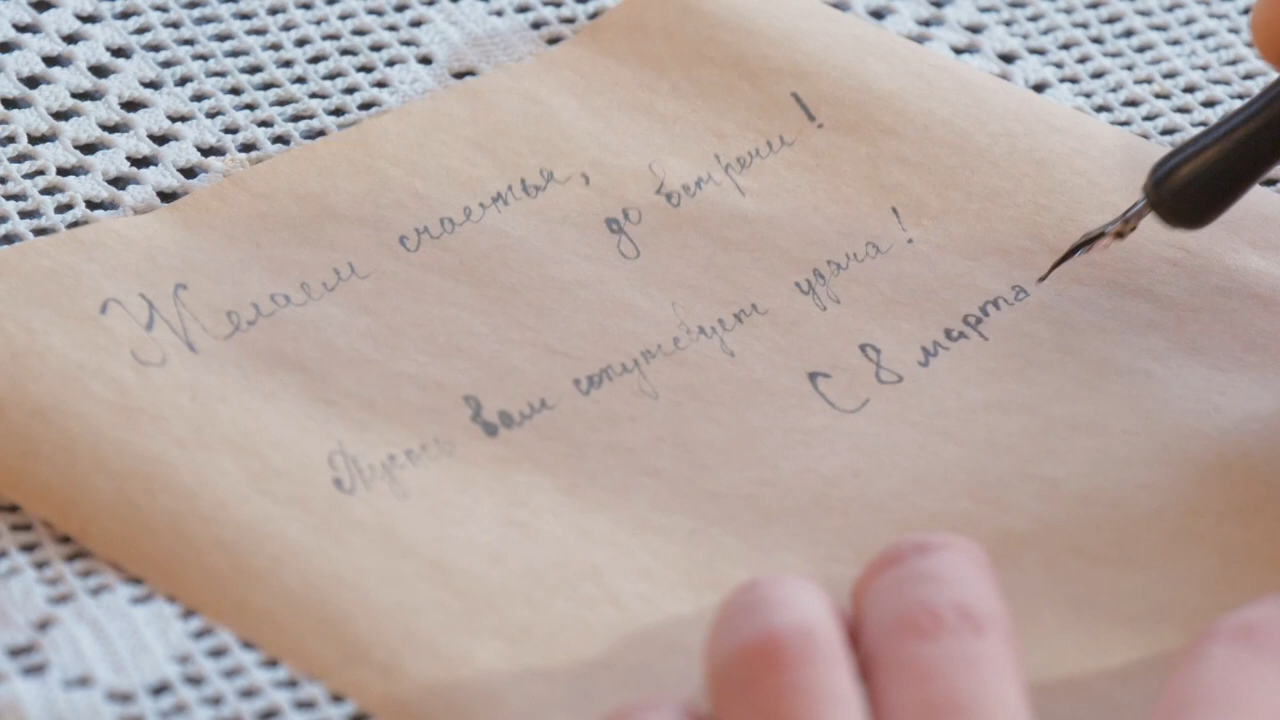 Желаем счастья,
до встречи!
Пусть вам сопутствует удача!
С 8 марта